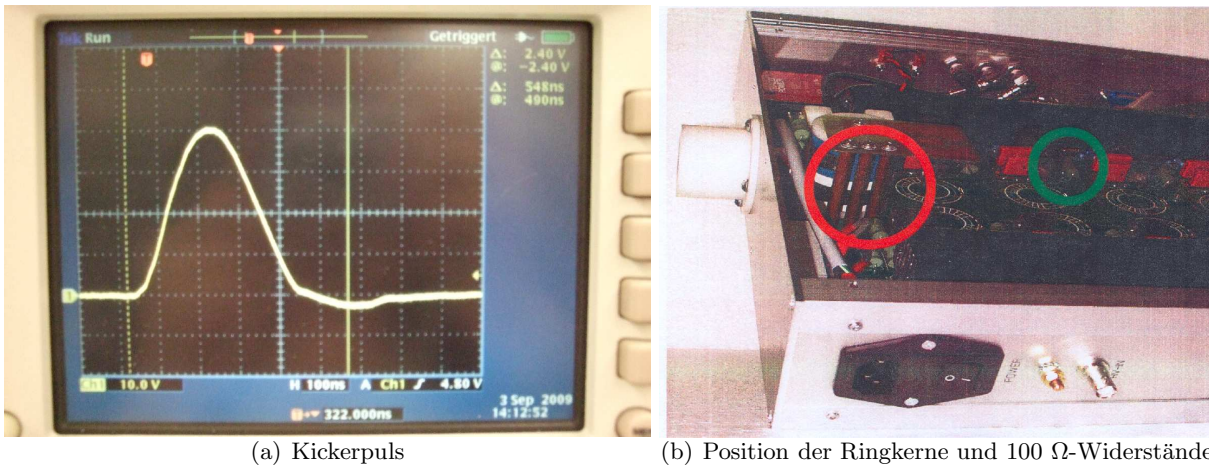 Tek Run
Getriggert
Δ: 2.40 V
@: −2.40 V
Δ: 548ns
@: 490ns
Ch1 10.0 V H 100ns A Ch1 4.80 V
322.000ns
3 Sep 2009
14:12:52
POWER
O I
(a) Kickerpuls
(b) Position der Ringkerne und 100 Ω-Widerstände